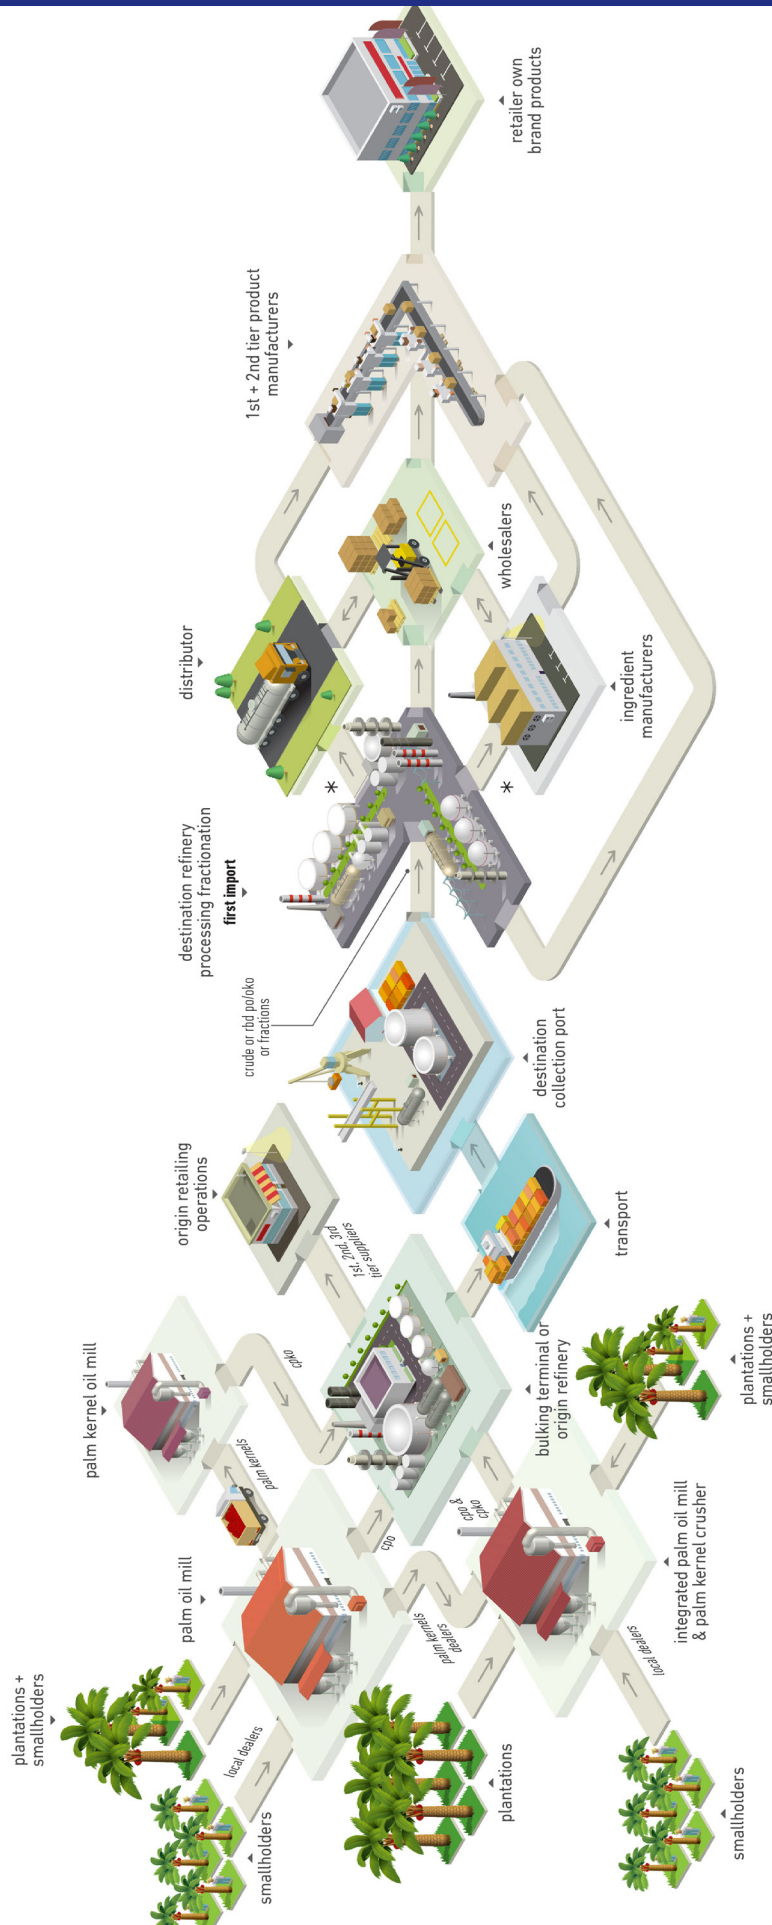 plantations +
smallholders
smallholders
local dealers
palm oil mill
palm kernels
palm kernel oil mill
cpko
cpo
plantations
palm kernels
dealers
smallholders
local dealers
integrated palm oil mill
& palm kernel crusher
cpo &
cpko
plantations +
smallholders
bulking terminal or
origin refinery
1st, 2nd, 3rd
tier suppliers
origin retailing
operations
transport
destination
collection port
crude or rbd po/oko
or fractions
destination refinery
processing fractionation
first import
*
*
distributor
ingredient
manufacturers
wholesalers
1st + 2nd tier product
manufacturers
retailer own
brand products